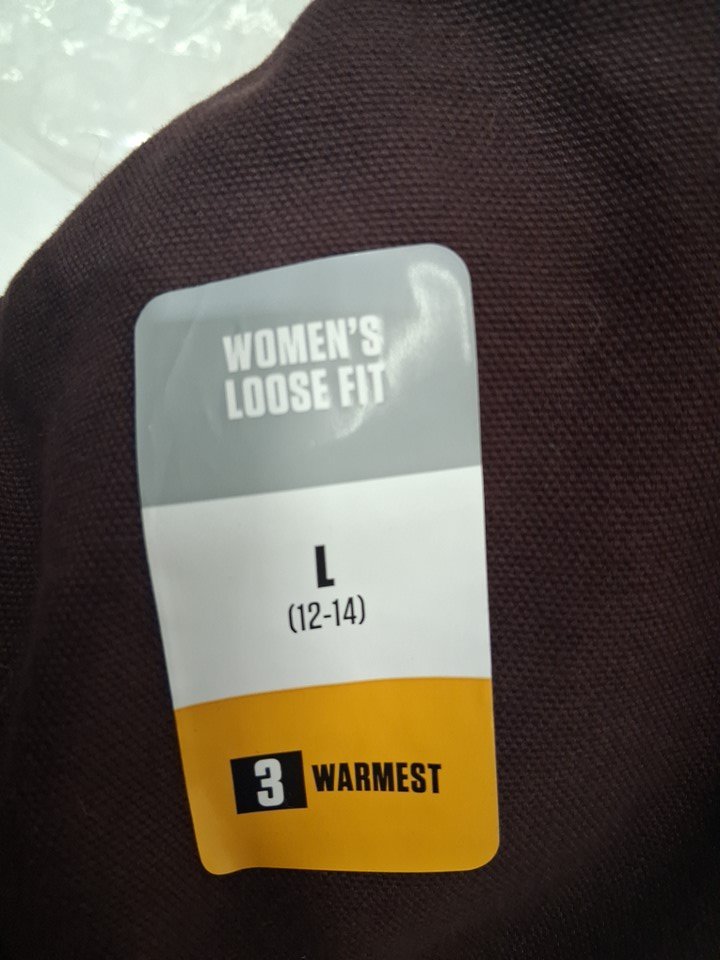 WOMEN'S
LOOSE FIT
L
(12-14)
3 WARMEST